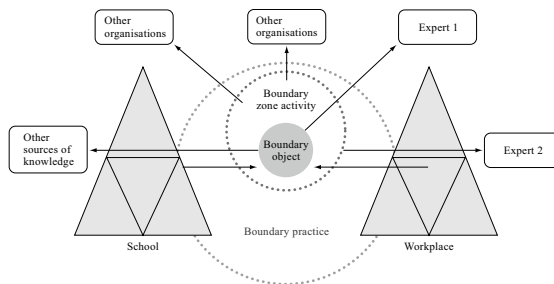 Other
organisations
Other
organisations
Expert 1
Boundary
zone activity
Other
sources of
knowledge
Boundary
object
Expert 2
Boundary practice
School
Workplace